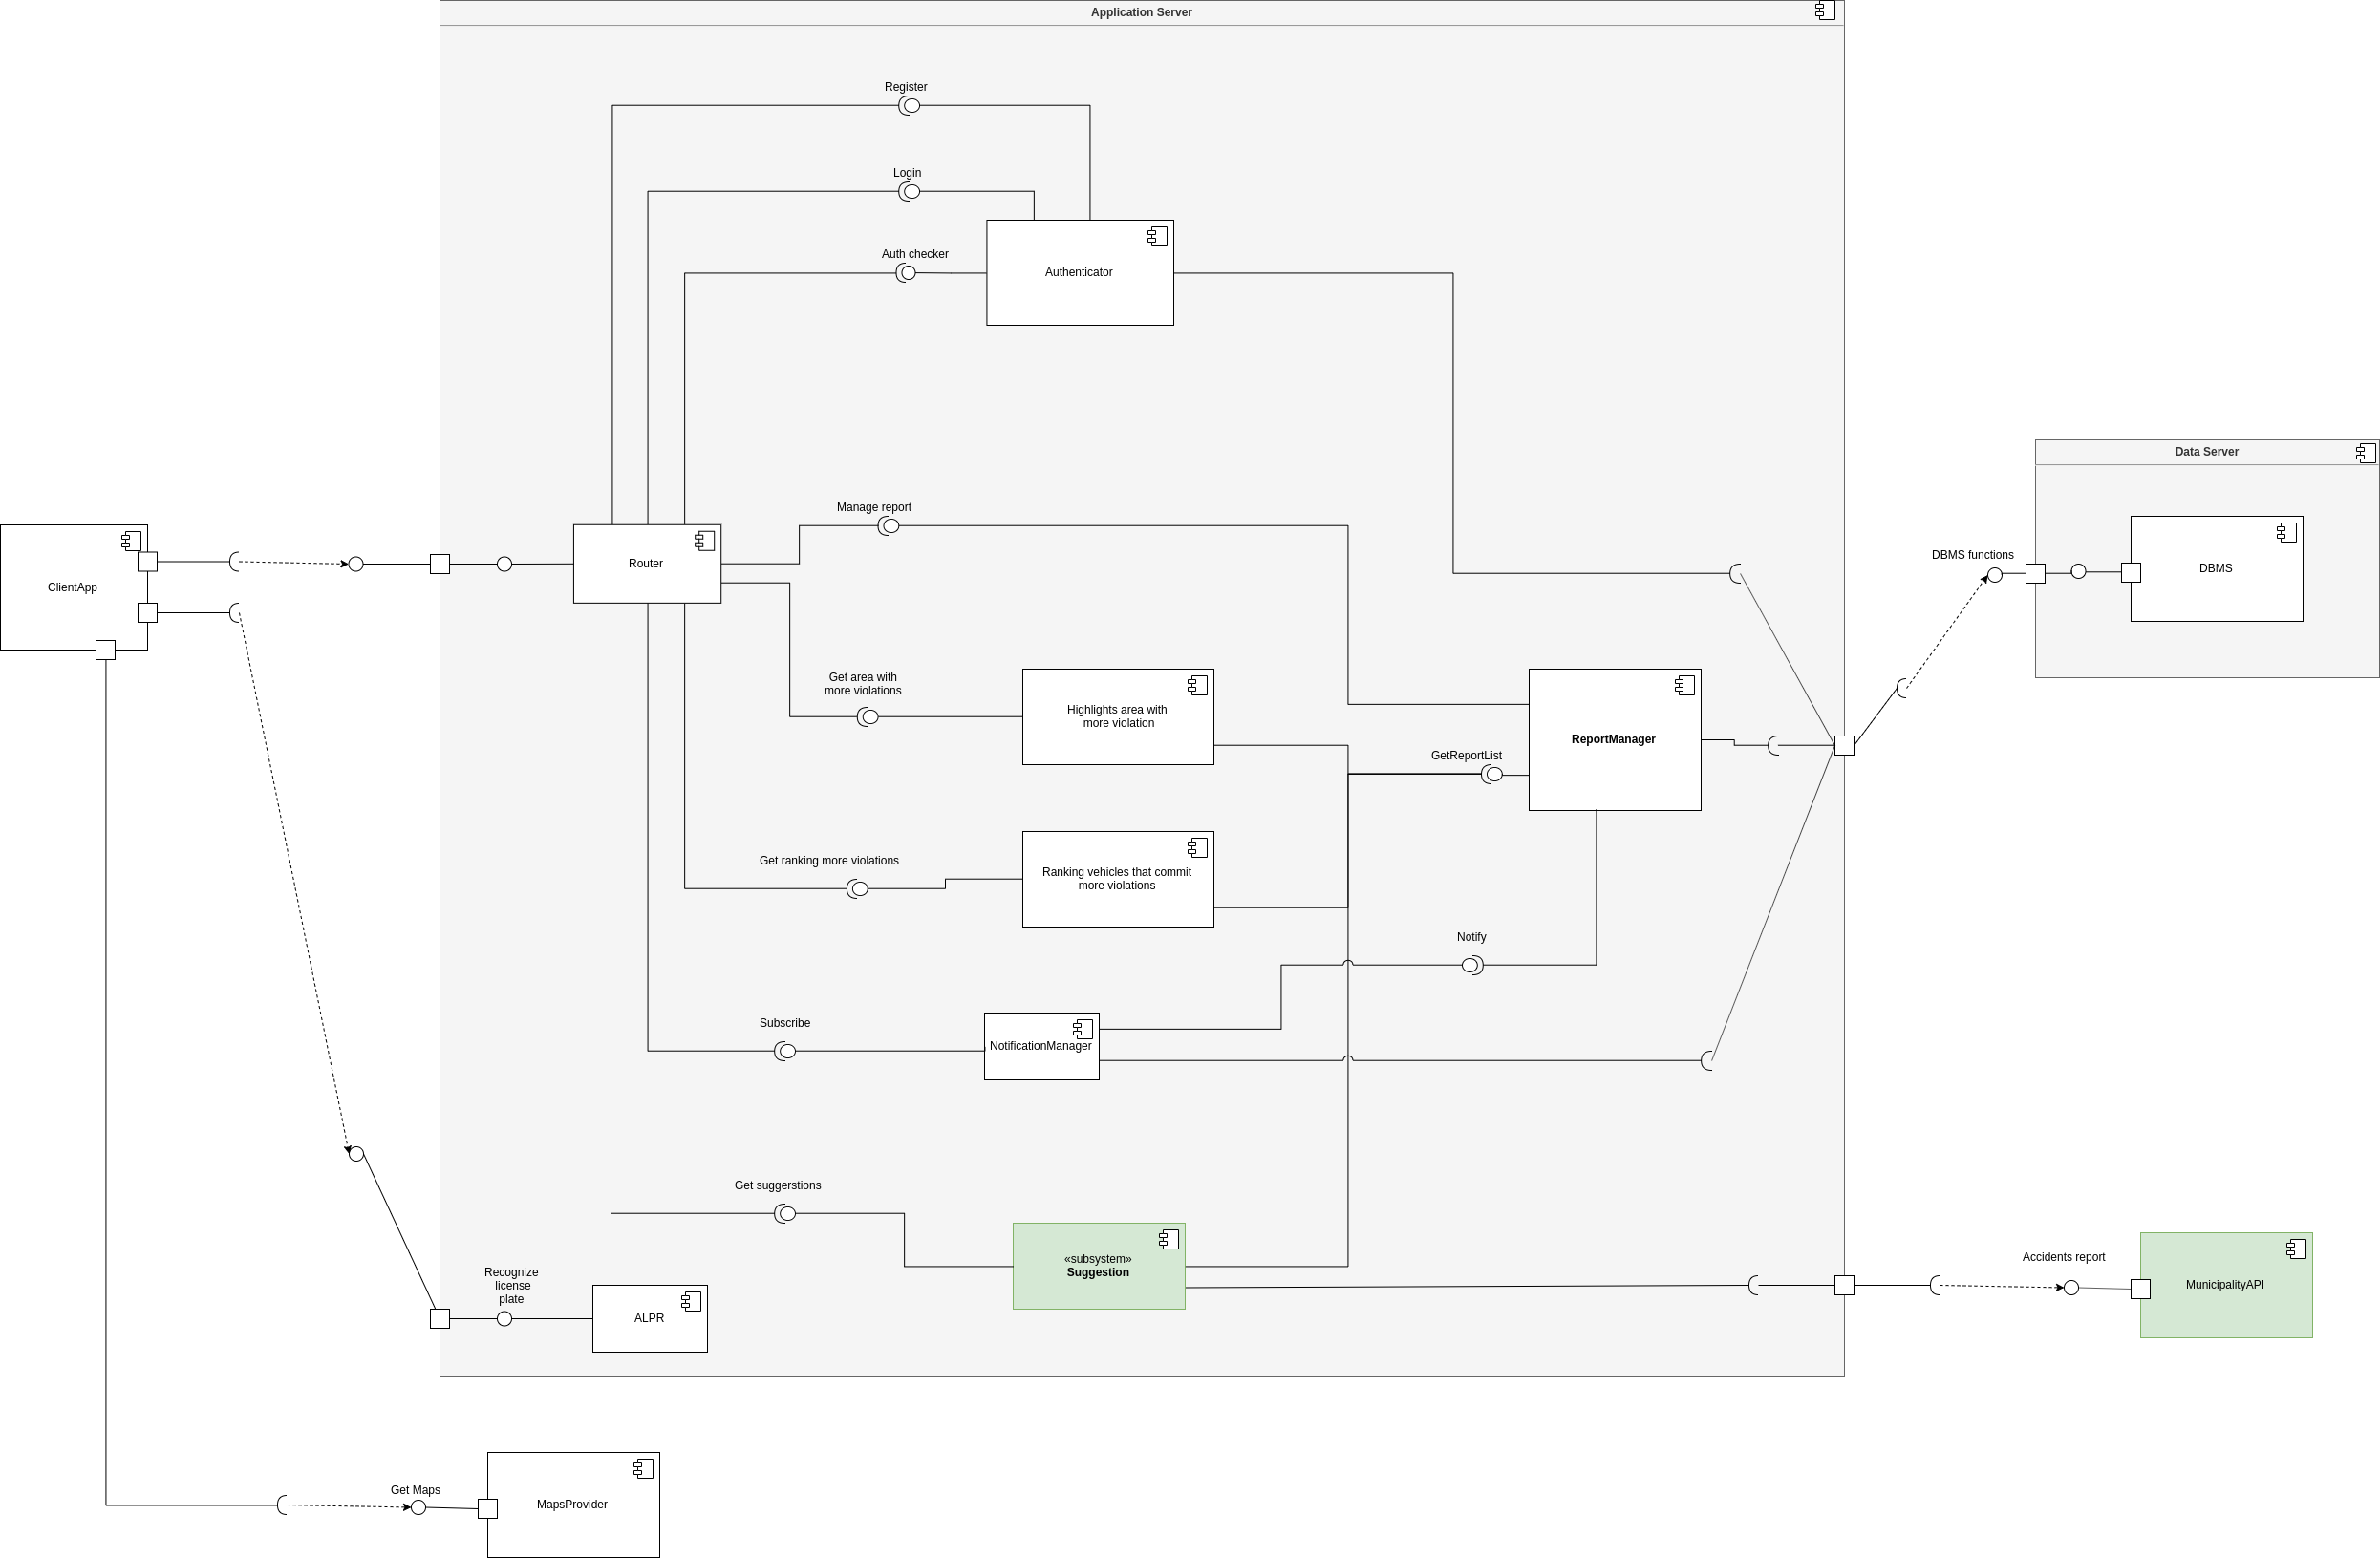 Application Server
Register
Login
Auth checker
Authenticator
Data Server
Manage report
DBMS functions
DBMS
Router
ClientApp
Get area with
more violations
Highlights area with
more violation
ReportManager
GetReportList
Get ranking more violations
Ranking vehicles that commit
more violations
Notify
Subscribe
NotificationManager
Get suggerstions
«subsystem»
Suggestion
Accidents report
MunicipalityAPI
Recognize
license
plate
ALPR
Get Maps
MapsProvider